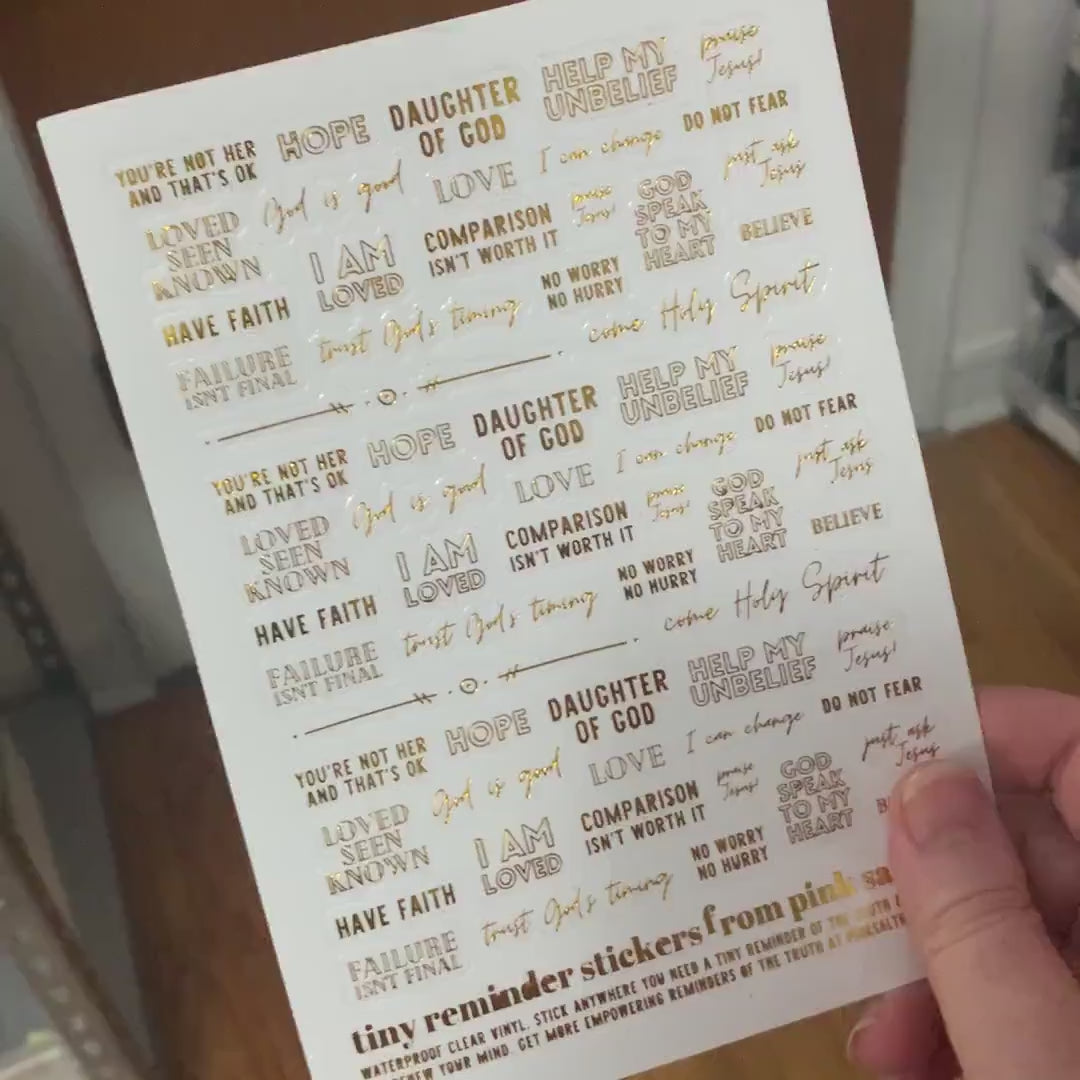 YOU'RE NOT HER
AND THAT'S OK
HOPE
DAUGHTER
OF GOD
HELP MY
UNBELIEF
praise
Jesus!
LOVED
SEEN
KNOWN
God is good
LOVE
I can change
DO NOT FEAR
I AM
LOVED
COMPARISON
ISN'T WORTH IT
praise
Jesus!
GOD
SPEAK
TO MY
HEART
just ask
Jesus
BELIEVE
HAVE FAITH
trust God's timing
NO WORRY
NO HURRY
come Holy Spirit
FAILURE
ISNT FINAL
YOU'RE NOT HER
AND THAT'S OK
HOPE
DAUGHTER
OF GOD
HELP MY
UNBELIEF
praise
Jesus!
LOVED
SEEN
KNOWN
God is good
LOVE
I can change
DO NOT FEAR
I AM
LOVED
COMPARISON
ISN'T WORTH IT
praise
Jesus!
GOD
SPEAK
TO MY
HEART
just ask
Jesus
BELIEVE
HAVE FAITH
trust God's timing
NO WORRY
NO HURRY
come Holy Spirit
FAILURE
ISNT FINAL
YOU'RE NOT HER
AND THAT'S OK
HOPE
DAUGHTER
OF GOD
HELP MY
UNBELIEF
praise
Jesus!
LOVED
SEEN
KNOWN
God is good
LOVE
I can change
DO NOT FEAR
I AM
LOVED
COMPARISON
ISN'T WORTH IT
praise
Jesus!
GOD
SPEAK
TO MY
HEART
just ask
Jesus
HAVE FAITH
trust God's timing
NO WORRY
NO HURRY
FAILURE
ISNT FINAL
tiny reminder stickers from pink
WATERPROOF CLEAR VINYL. STICK ANYWHERE YOU NEED A TINY REMINDER OF THE TRUTH
YOUR MIND. GET MORE EMPOWERING REMINDERS OF THE TRUTH AT